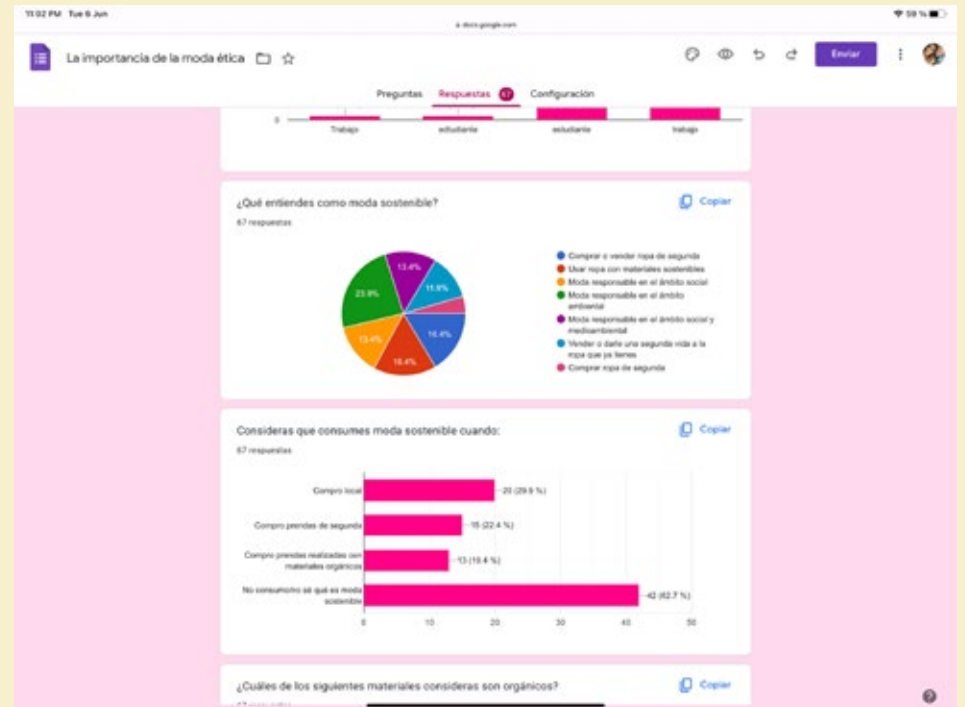 11:02 PM Tue 6 Jun
docs.google.com
59 %
La importancia de la moda ética
Enviar
Preguntas Respuestas 67 Configuración
0
Trabajo estudiante estudiante trabajo
¿Qué entiendes como moda sostenible?
Copiar
67 respuestas
13.4%
11.9%
23.9%
13.4%
16.4%
16.4%
Comprar o vender ropa de segunda
Usar ropa con materiales sostenibles
Moda responsable en el ámbito social
Moda responsable en el ámbito
ambiental
Moda responsable en el ámbito social y
medioambiental
Vender o darle una segunda vida a la
ropa que ya tienes
Comprar ropa de segunda
Consideras que consumes moda sostenible cuando:
Copiar
67 respuestas
Compro local
20 (29.9 %)
Compro prendas de segunda
15 (22.4 %)
Compro prendas realizadas con
materiales orgánicos
13 (19.4 %)
No consumo/no sé qué es moda
sostenible
42 (62.7 %)
0 10 20 30 40 50
¿Cuáles de los siguientes materiales consideras son orgánicos?
Copiar